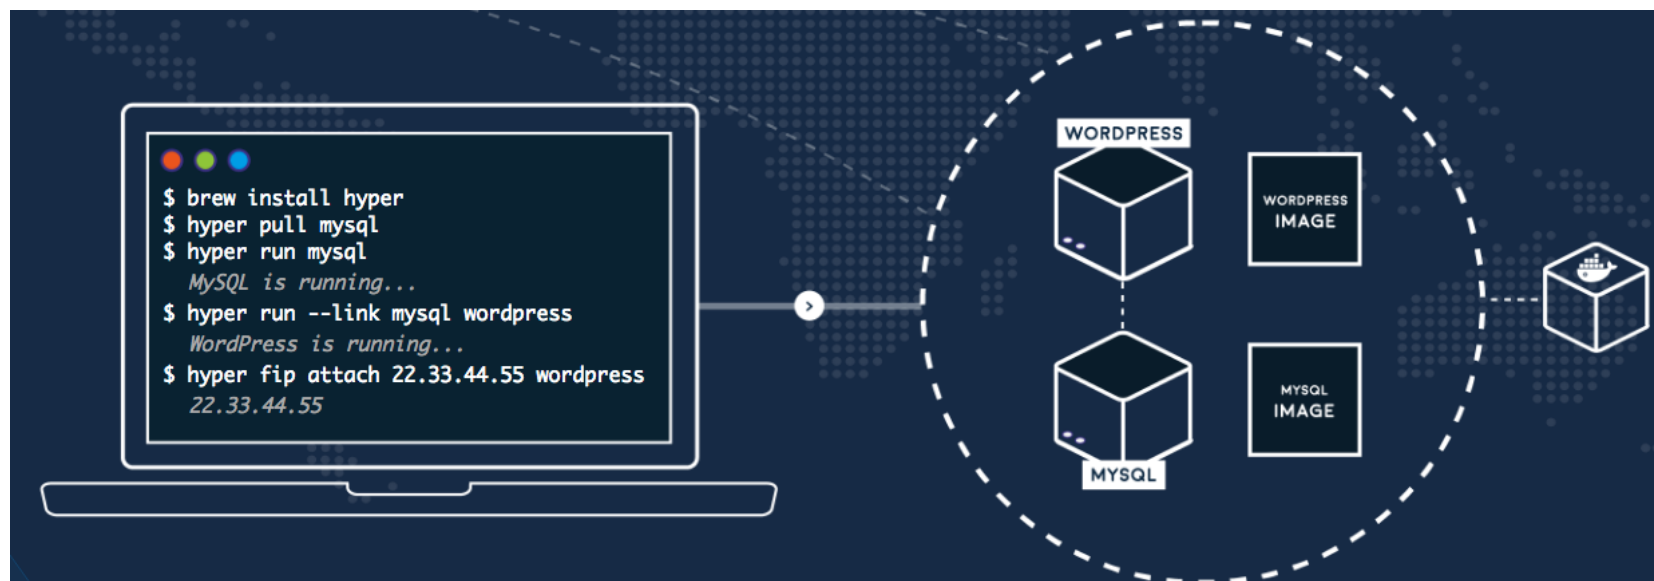 $ brew install hyper
$ hyper pull mysql
$ hyper run mysql
MySQL is running...
$ hyper run --link mysql wordpress
WordPress is running...
$ hyper fip attach 22.33.44.55 wordpress
22.33.44.55
WORDPRESS
WORDPRESS
IMAGE
MYSQL
IMAGE
MYSQL